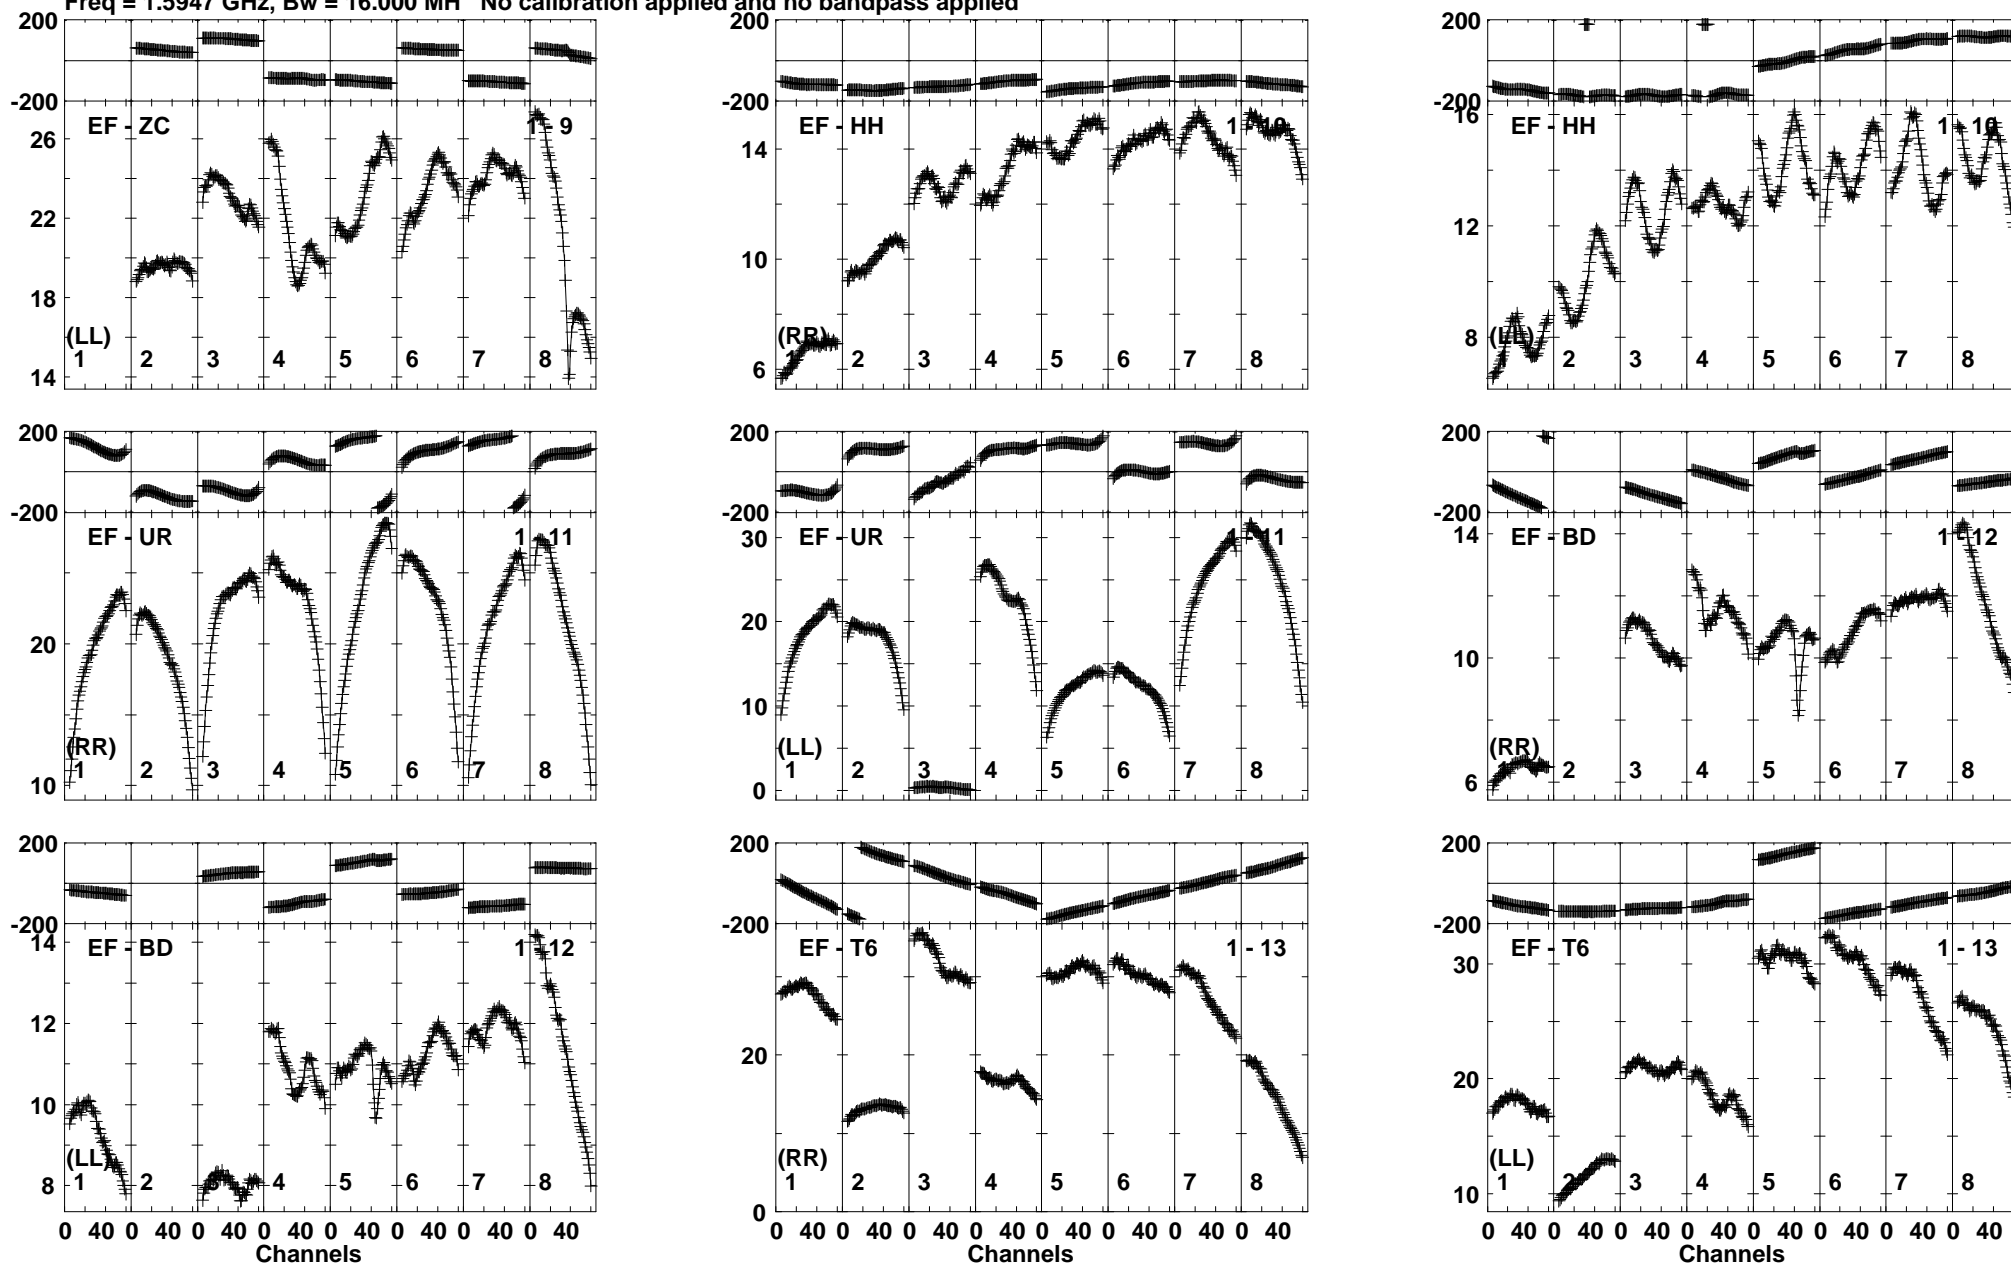 Freq = 1.5947 GHz, Bw = 16.000 MH No calibration applied and no bandpass applied
200 200 200
-200 -200 -200
EF - ZC 1 - 9 EF - HH 1 - 10 EF - HH 1 - 10
26 14 16
22 10 12
18
14 6 8
(LL) (RR) (LL)
1 2 3 4 5 6 7 8 1 2 3 4 5 6 7 8 1 2 3 4 5 6 7 8
200 200 200
-200 -200 -200
EF - UR 1 - 11 EF - UR 1 - 11 EF - BD 1 - 12
20 30 14
10 20 10
10 6
0
(RR) (LL) (RR)
1 2 3 4 5 6 7 8 1 2 3 4 5 6 7 8 1 2 3 4 5 6 7 8
200 200 200
-200 -200 -200
EF - BD 1 - 12 EF - T6 1 - 13 EF - T6 1 - 13
14 20 30
12 0 20
10 10
8
(LL) (RR) (LL)
1 2 3 4 5 6 7 8 1 2 3 4 5 6 7 8 1 2 3 4 5 6 7 8
0 40 0 40 0 40 0 40 0 40 0 40 0 40 0 40 0 40 0 40 0 40 0 40 0 40 0 40 0 40 0 40 0 40 0 40 0 40 0 40 0 40 0 40 0 40 0 40
Channels Channels Channels